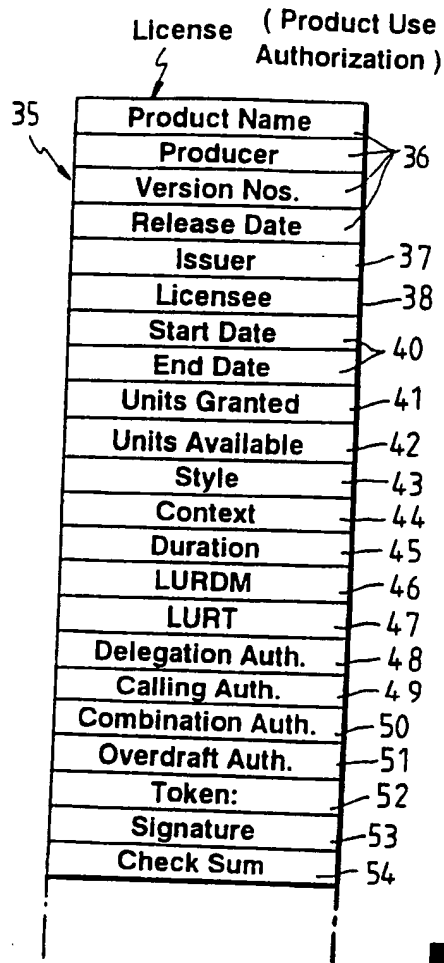 License ( Product Use
Authorization )
35
Product Name
Producer 36
Version Nos.
Release Date
Issuer 37
Licensee 38
Start Date
40
End Date
Units Granted 41
Units Available 42
Style 43
Context 44
Duration 45
LURDM 46
LURT 47
Delegation Auth. 48
Calling Auth. 49
Combination Auth. 50
Overdraft Auth. 51
Token: 52
Signature 53
Check Sum 54